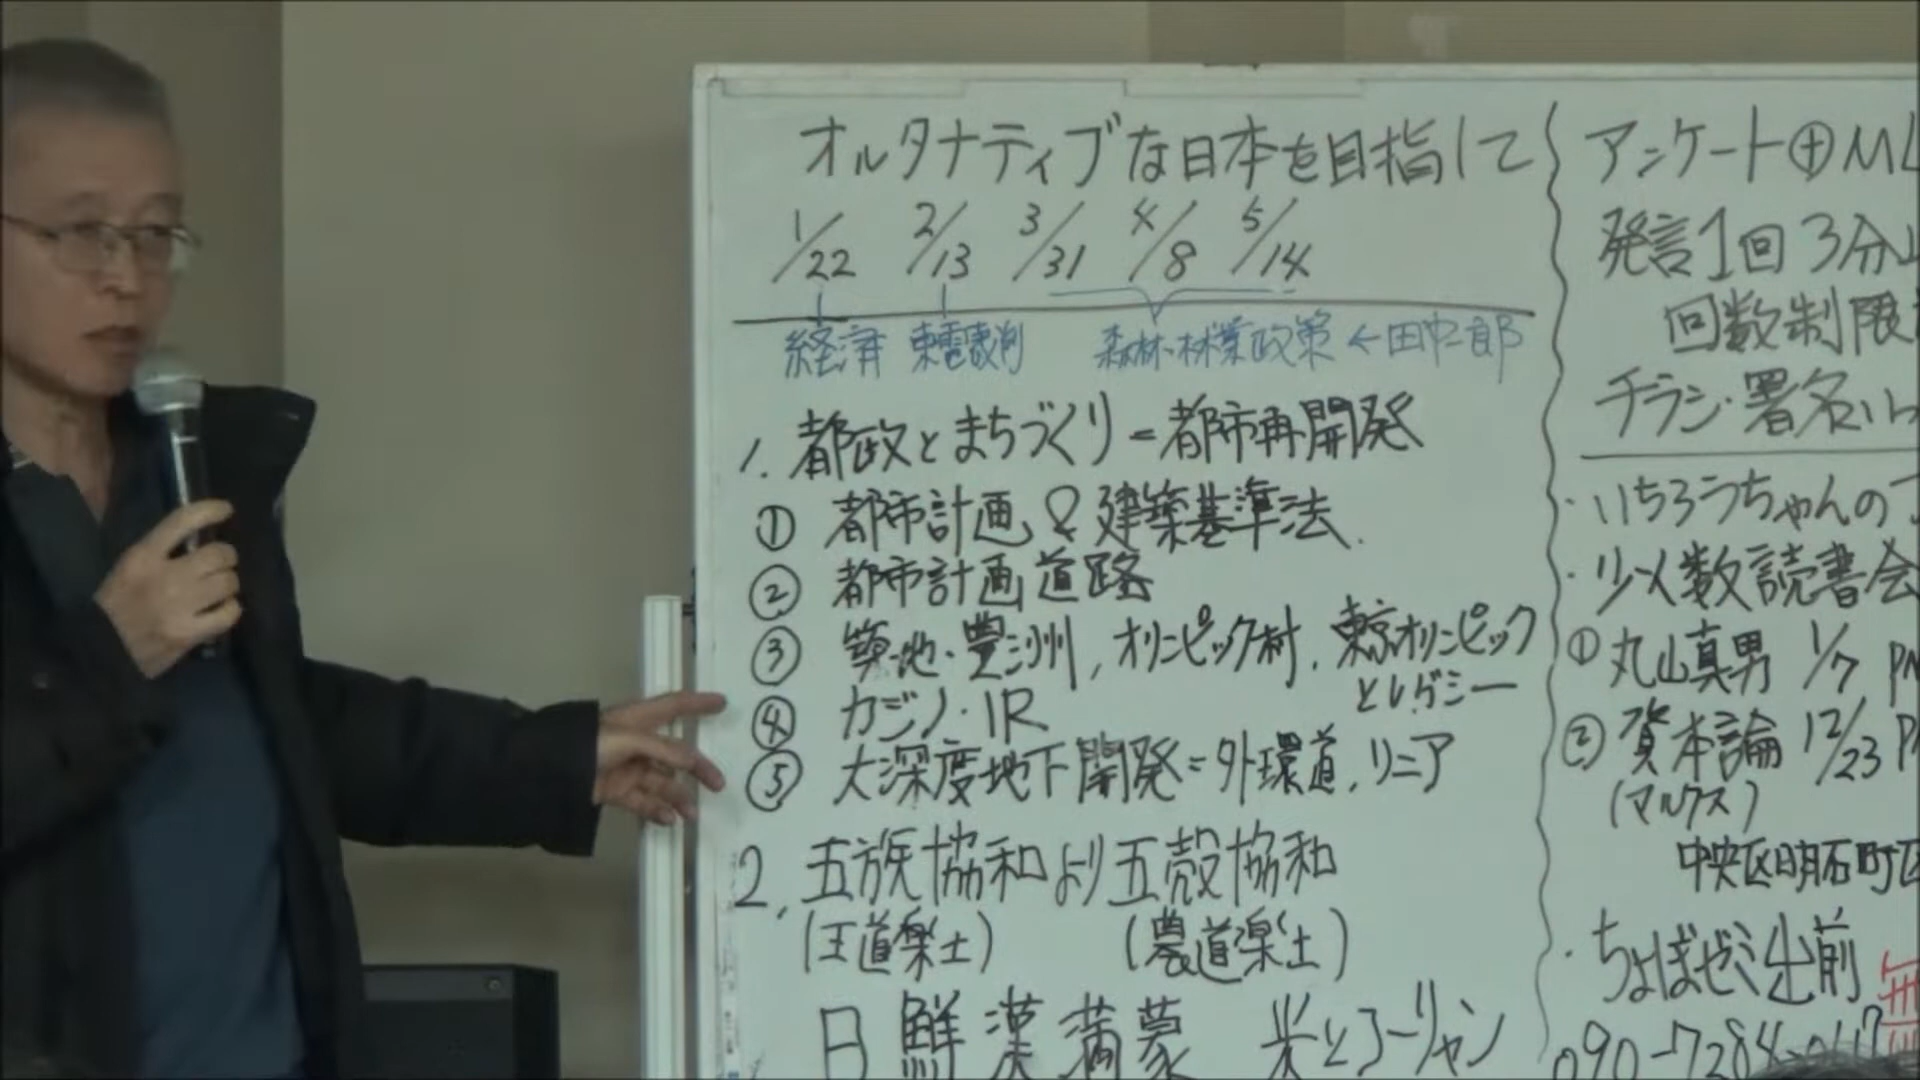 オルタナティブな日本を目指して
1/22 2/13 3/31 4/8 5/14
経済 東電裁判 森林・林業政策 ← 田中一郎
1. 都政とまちづくり＝都市再開発
① 都市計画 & 建築基準法.
② 都市計画道路
③ 築地・豊洲, オリンピック村, 東京オリンピック
とレガシー
④ カジノ・IR
⑤ 大深度地下開発＝外環道, リニア
2. 五族協和より五殻協和
(王道楽土) (農道楽土)
日 鮮 漢 満 蒙 米とコーリャン
アンケート⊕ML
発言1回 3分
回数制限
チラシ・署名
・いちろうちゃんの
・少人数読書会
① 丸山真男 1/7
② 資本論 12/23
(マルクス)
中央区明石町区
・ちょぼゼミ出前
090-7284-